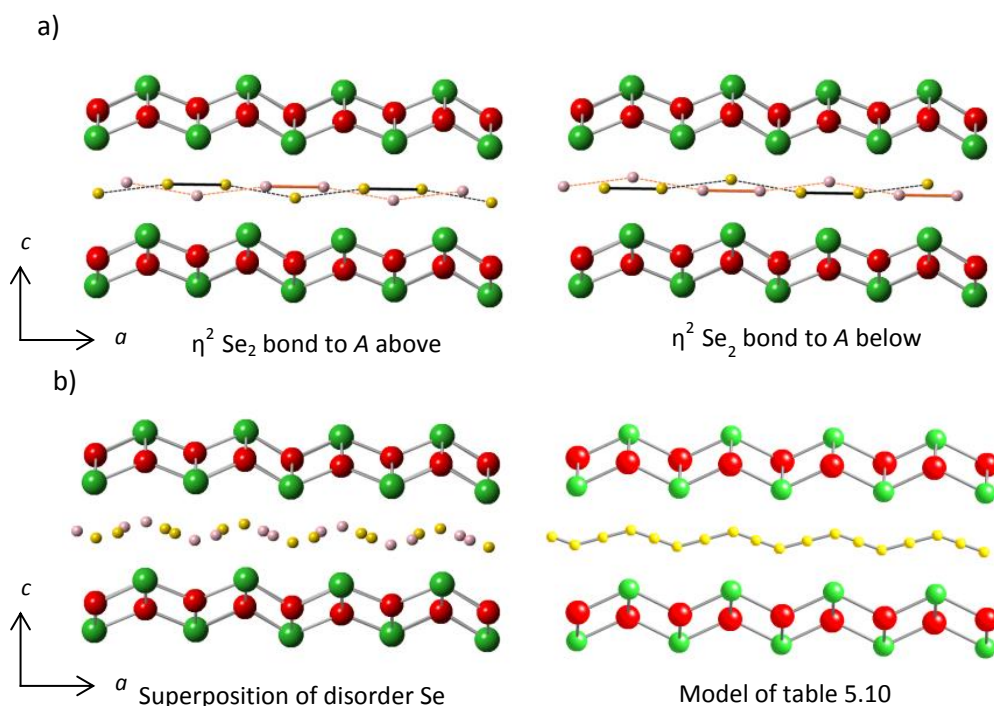 a)
c
a
η² Se₂ bond to A above
η² Se₂ bond to A below
b)
c
a
Superposition of disorder Se
Model of table 5.10